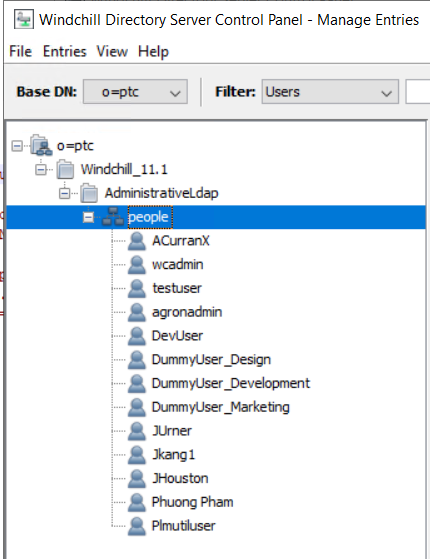 Windchill Directory Server Control Panel - Manage Entries
File Entries View Help
Base DN: o=ptc Filter: Users
o=ptc
Windchill_11.1
AdministrativeLdap
people
ACurranX
wcadmin
testuser
agronadmin
DevUser
DummyUser_Design
DummyUser_Development
DummyUser_Marketing
JUrner
Jkang1
JHouston
Phuong Pham
Plmutiluser